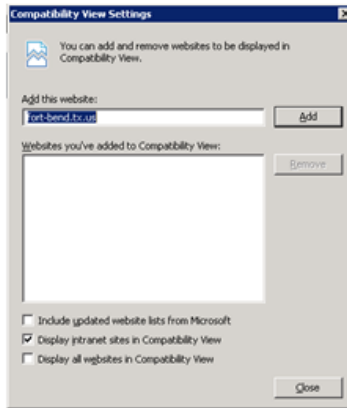 Compatibility View Settings
You can add and remove websites to be displayed in
Compatibility View.
Add this website:
fort-bend.tx.us
Add
Websites you've added to Compatibility View:
Remove
Include updated website lists from Microsoft
Display intranet sites in Compatibility View
Display all websites in Compatibility View
Close